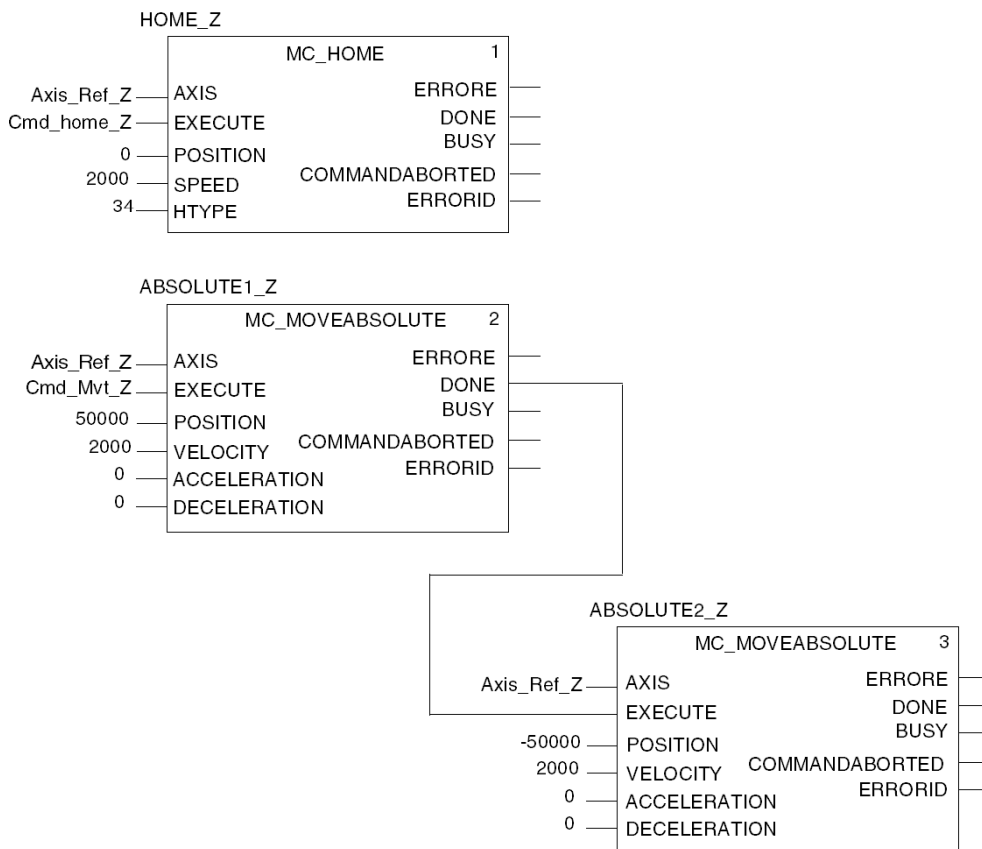 HOME_Z
MC_HOME 1
Axis_Ref_Z AXIS ERRORE
Cmd_home_Z EXECUTE DONE
BUSY
0 POSITION
2000 SPEED COMMANDABORTED
34 HTYPE ERRORID
ABSOLUTE1_Z
MC_MOVEABSOLUTE 2
Axis_Ref_Z AXIS ERRORE
Cmd_Mvt_Z EXECUTE DONE
BUSY
50000 POSITION
2000 VELOCITY COMMANDABORTED
0 ACCELERATION ERRORID
0 DECELERATION
ABSOLUTE2_Z
MC_MOVEABSOLUTE 3
Axis_Ref_Z AXIS ERRORE
EXECUTE DONE
BUSY
-50000 POSITION
2000 VELOCITY COMMANDABORTED
0 ACCELERATION ERRORID
0 DECELERATION